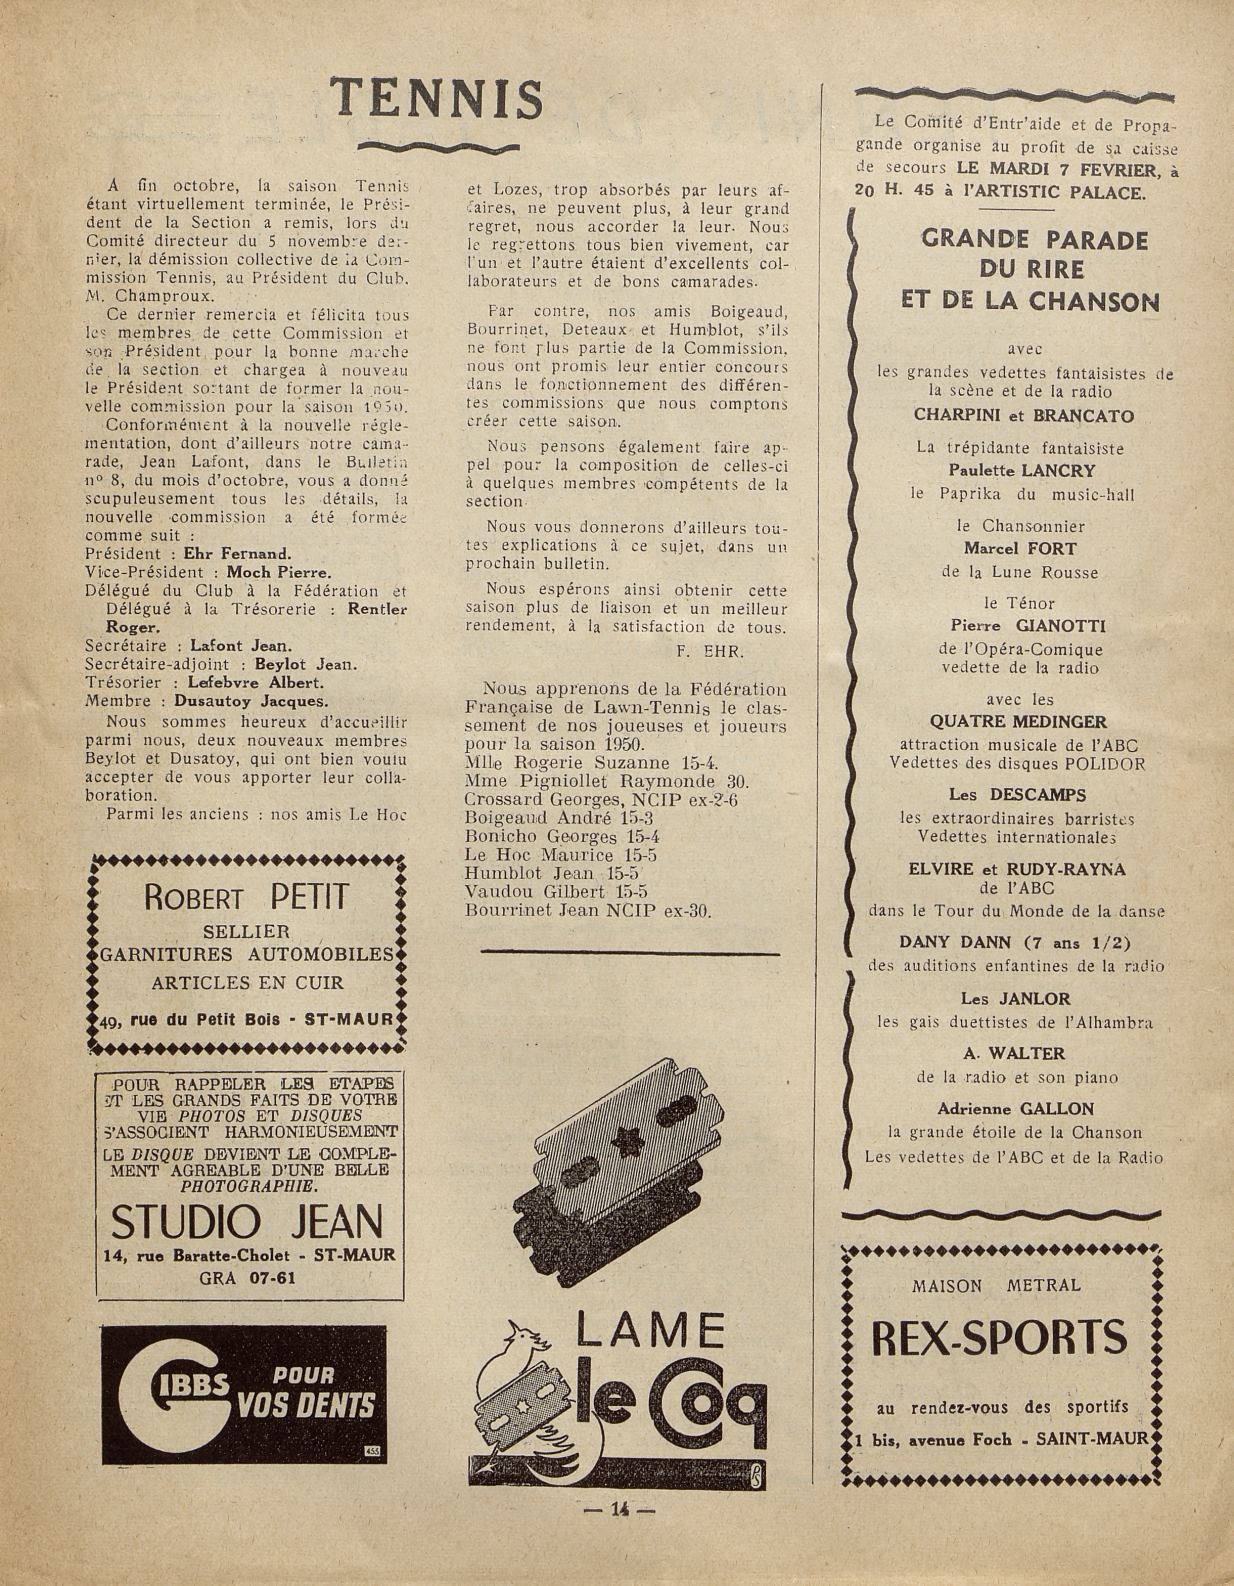 TENNIS
A fin octobre, la saison Tennis
étant virtuellement terminée, le Prési-
dent de la Section a remis, lors du
Comité directeur du 5 novembre der-
nier, la démission collective de la Com-
mission Tennis, au Président du Club,
M. Champroux.
Ce dernier remercia et félicita tous
les membres de cette Commission et
son Président pour la bonne marche
de la section et chargea à nouveau
le Président sortant de former la nou-
velle commission pour la saison 1950.
Conformément à la nouvelle régle-
mentation, dont d'ailleurs notre cama-
rade, Jean Lafont, dans le Bulletin
n° 8, du mois d'octobre, vous a donné
scupuleusement tous les détails, la
nouvelle commission a été formée
comme suit :
Président : Ehr Fernand.
Vice-Président : Moch Pierre.
Délégué du Club à la Fédération et
Délégué à la Trésorerie : Rentler
Roger.
Secrétaire : Lafont Jean.
Secrétaire-adjoint : Beylot Jean.
Trésorier : Lefebvre Albert.
Membre : Dusautoy Jacques.
Nous sommes heureux d'accueillir
parmi nous, deux nouveaux membres
Beylot et Dusatoy, qui ont bien voulu
accepter de vous apporter leur colla-
boration.
Parmi les anciens : nos amis Le Hoc
et Lozes, trop absorbés par leurs af-
faires, ne peuvent plus, à leur grand
regret, nous accorder la leur. Nous
le regrettons tous bien vivement, car
l'un et l'autre étaient d'excellents col-
laborateurs et de bons camarades.
Par contre, nos amis Boigeaud,
Bourrinet, Deteaux et Humblot, s'ils
ne font plus partie de la Commission,
nous ont promis leur entier concours
dans le fonctionnement des différen-
tes commissions que nous comptons
créer cette saison.
Nous pensons également faire ap-
pel pour la composition de celles-ci
à quelques membres compétents de la
section.
Nous vous donnerons d'ailleurs tou-
tes explications à ce sujet, dans un
prochain bulletin.
Nous espérons ainsi obtenir cette
saison plus de liaison et un meilleur
rendement, à la satisfaction de tous.
F. EHR.
Nous apprenons de la Fédération
Française de Lawn-Tennis le clas-
sement de nos joueuses et joueurs
pour la saison 1950.
Mlle Rogerie Suzanne 15-4.
Mme Pigniollet Raymonde 30.
Crossard Georges, NCIP ex-2-6
Boigeaud André 15-3
Bonicho Georges 15-4
Le Hoc Maurice 15-5
Humblot Jean 15-5
Vaudou Gilbert 15-5
Bourrinet Jean NCIP ex-30.
Le Comité d'Entr'aide et de Propa-
gande organise au profit de sa caisse
de secours LE MARDI 7 FEVRIER, à
20 H. 45 à l'ARTISTIC PALACE.
GRANDE PARADE
DU RIRE
ET DE LA CHANSON
avec
les grandes vedettes fantaisistes de
la scène et de la radio
CHARPINI et BRANCATO
La trépidante fantaisiste
Paulette LANCRY
le Paprika du music-hall
le Chansonnier
Marcel FORT
de la Lune Rousse
le Ténor
Pierre GIANOTTI
de l'Opéra-Comique
vedette de la radio
avec les
QUATRE MEDINGER
attraction musicale de l'ABC
Vedettes des disques POLIDOR
Les DESCAMPS
les extraordinaires barristes
Vedettes internationales
ELVIRE et RUDY-RAYNA
de l'ABC
dans le Tour du Monde de la danse
DANY DANN (7 ans 1/2)
des auditions enfantines de la radio
Les JANLOR
les gais duettistes de l'Alhambra
A. WALTER
de la radio et son piano
Adrienne GALLON
la grande étoile de la Chanson
Les vedettes de l'ABC et de la Radio
ROBERT PETIT
SELLIER
GARNITURES AUTOMOBILES
ARTICLES EN CUIR
49, rue du Petit Bois - ST-MAUR
POUR RAPPELER LES ETAPES
ET LES GRANDS FAITS DE VOTRE
VIE PHOTOS ET DISQUES
S'ASSOCIENT HARMONIEUSEMENT
LE DISQUE DEVIENT LE COMPLE-
MENT AGREABLE D'UNE BELLE
PHOTOGRAPHIE.
STUDIO JEAN
14, rue Baratte-Cholet - ST-MAUR
GRA 07-61
GIBBS
POUR
VOS DENTS
455
LAME
le Coq
MAISON METRAL
REX-SPORTS
au rendez-vous des sportifs
1 bis, avenue Foch - SAINT-MAUR
— 14 —